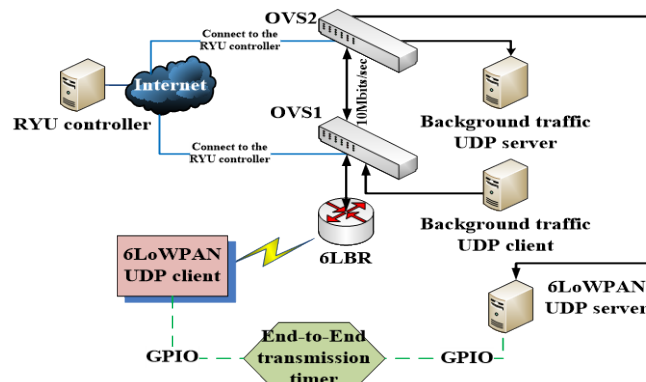 OVS2
Connect to the
RYU controller
Internet
RYU controller
10Mbits/sec
OVS1
Background traffic
UDP server
Connect to the
RYU controller
Background traffic
UDP client
6LBR
6LoWPAN
UDP client
6LoWPAN
UDP server
GPIO
End-to-End
transmission
timer
GPIO